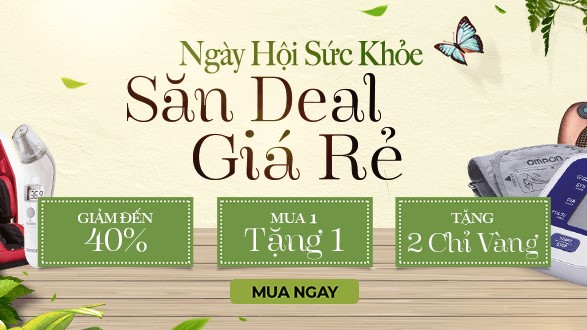 Ngày Hội Sức Khỏe
Săn Deal
Giá Rẻ
GIẢM ĐẾN
40%
MUA 1
Tặng 1
TẶNG
2 Chỉ Vàng
MUA NGAY
omron